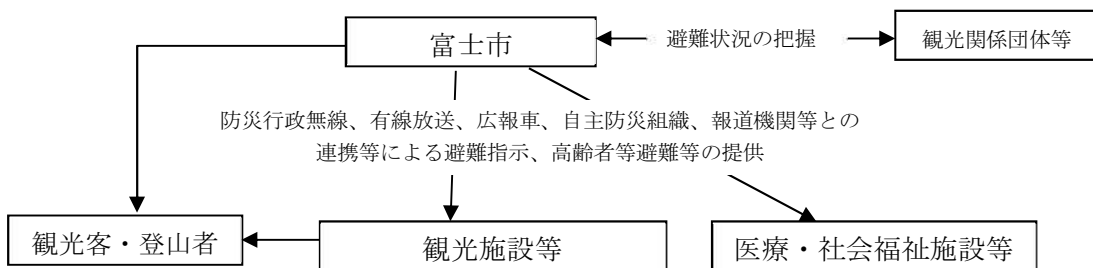 富士市
避難状況の把握
観光関係団体等
防災行政無線、有線放送、広報車、自主防災組織、報道機関等との
連携等による避難指示、高齢者等避難等の提供
観光客・登山者
観光施設等
医療・社会福祉施設等